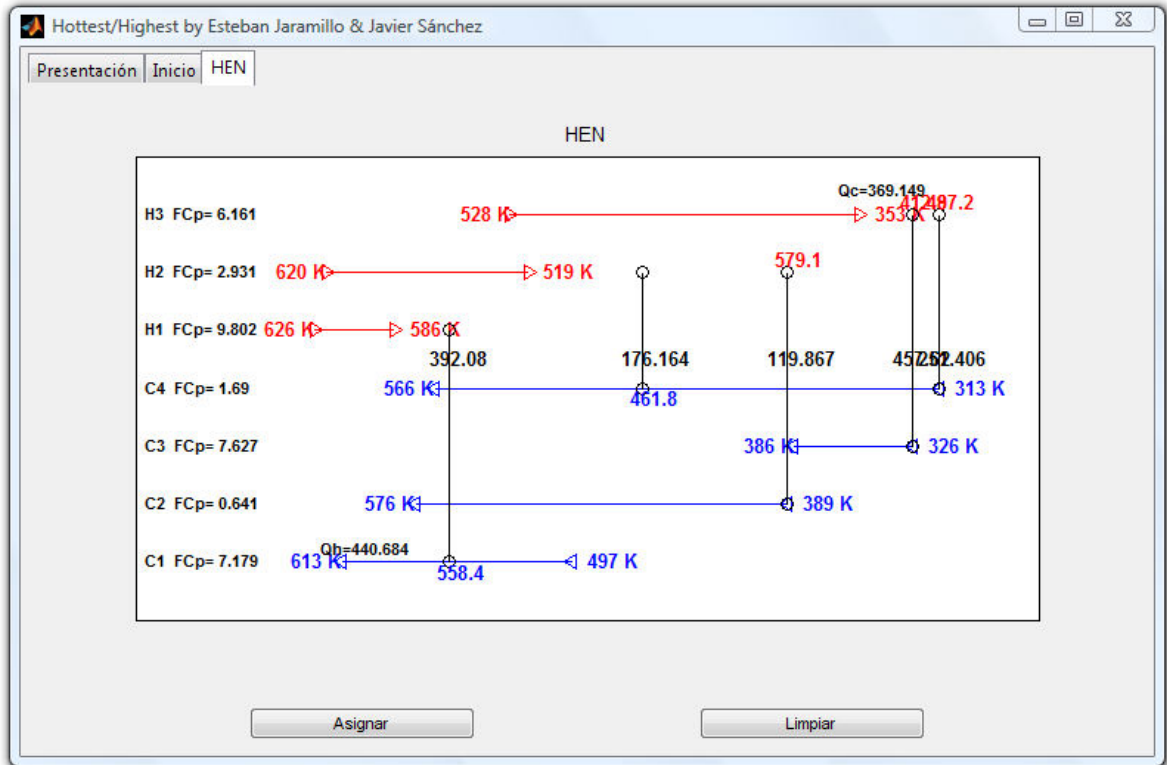 Hottest/Highest by Esteban Jaramillo & Javier Sánchez
Presentación Inicio HEN
HEN
Qc=369.149
H3 FCp= 6.161 528 K 353 K
H2 FCp= 2.931 620 K 519 K 579.1
H1 FCp= 9.802 626 K 586 K
392.08 176.164 119.867
C4 FCp= 1.69 566 K 461.8 313 K
C3 FCp= 7.627 386 K 326 K
C2 FCp= 0.641 576 K 389 K
Qh=440.684
C1 FCp= 7.179 613 K 558.4 497 K
Asignar Limpiar